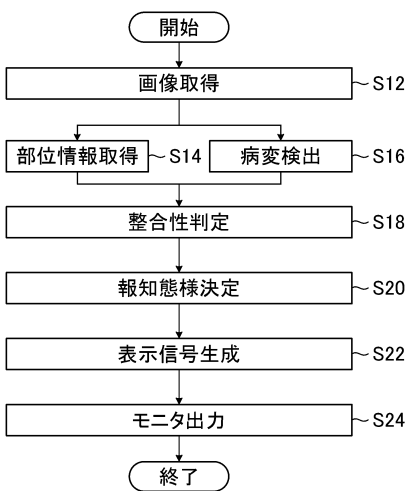 開始
画像取得 S12
部位情報取得 S14 病変検出 S16
整合性判定 S18
報知態様決定 S20
表示信号生成 S22
モニタ出力 S24
終了